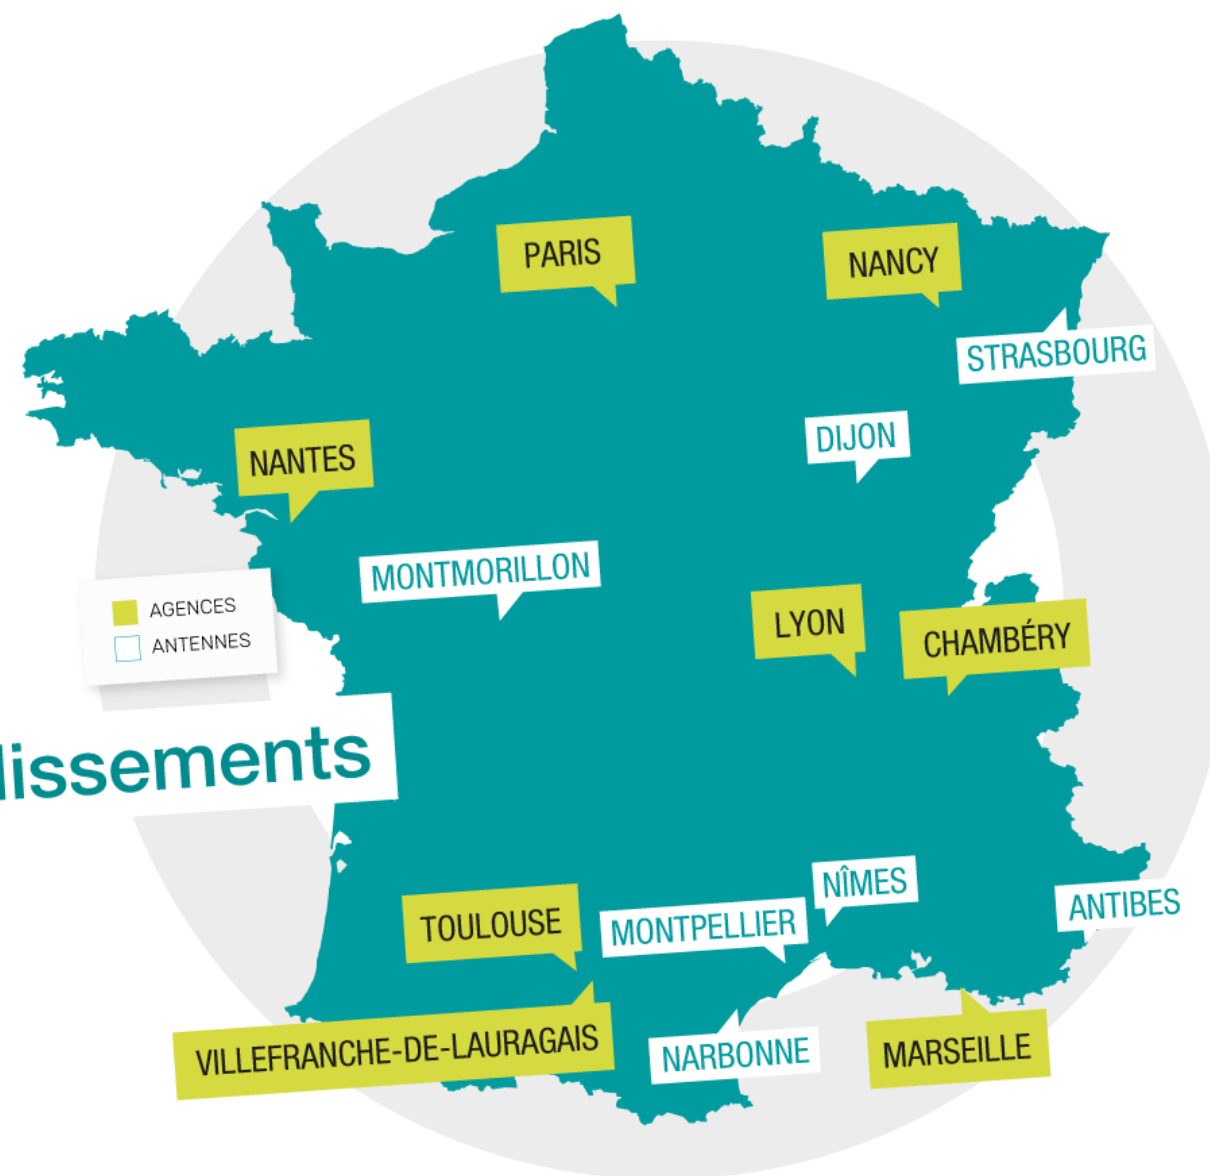 PARIS
NANCY
STRASBOURG
DIJON
NANTES
MONTMORILLON
AGENCES
ANTENNES
LYON
CHAMBÉRY
lissements
NÎMES
ANTIBES
TOULOUSE
MONTPELLIER
VILLEFRANCHE-DE-LAURAGAIS
NARBONNE
MARSEILLE